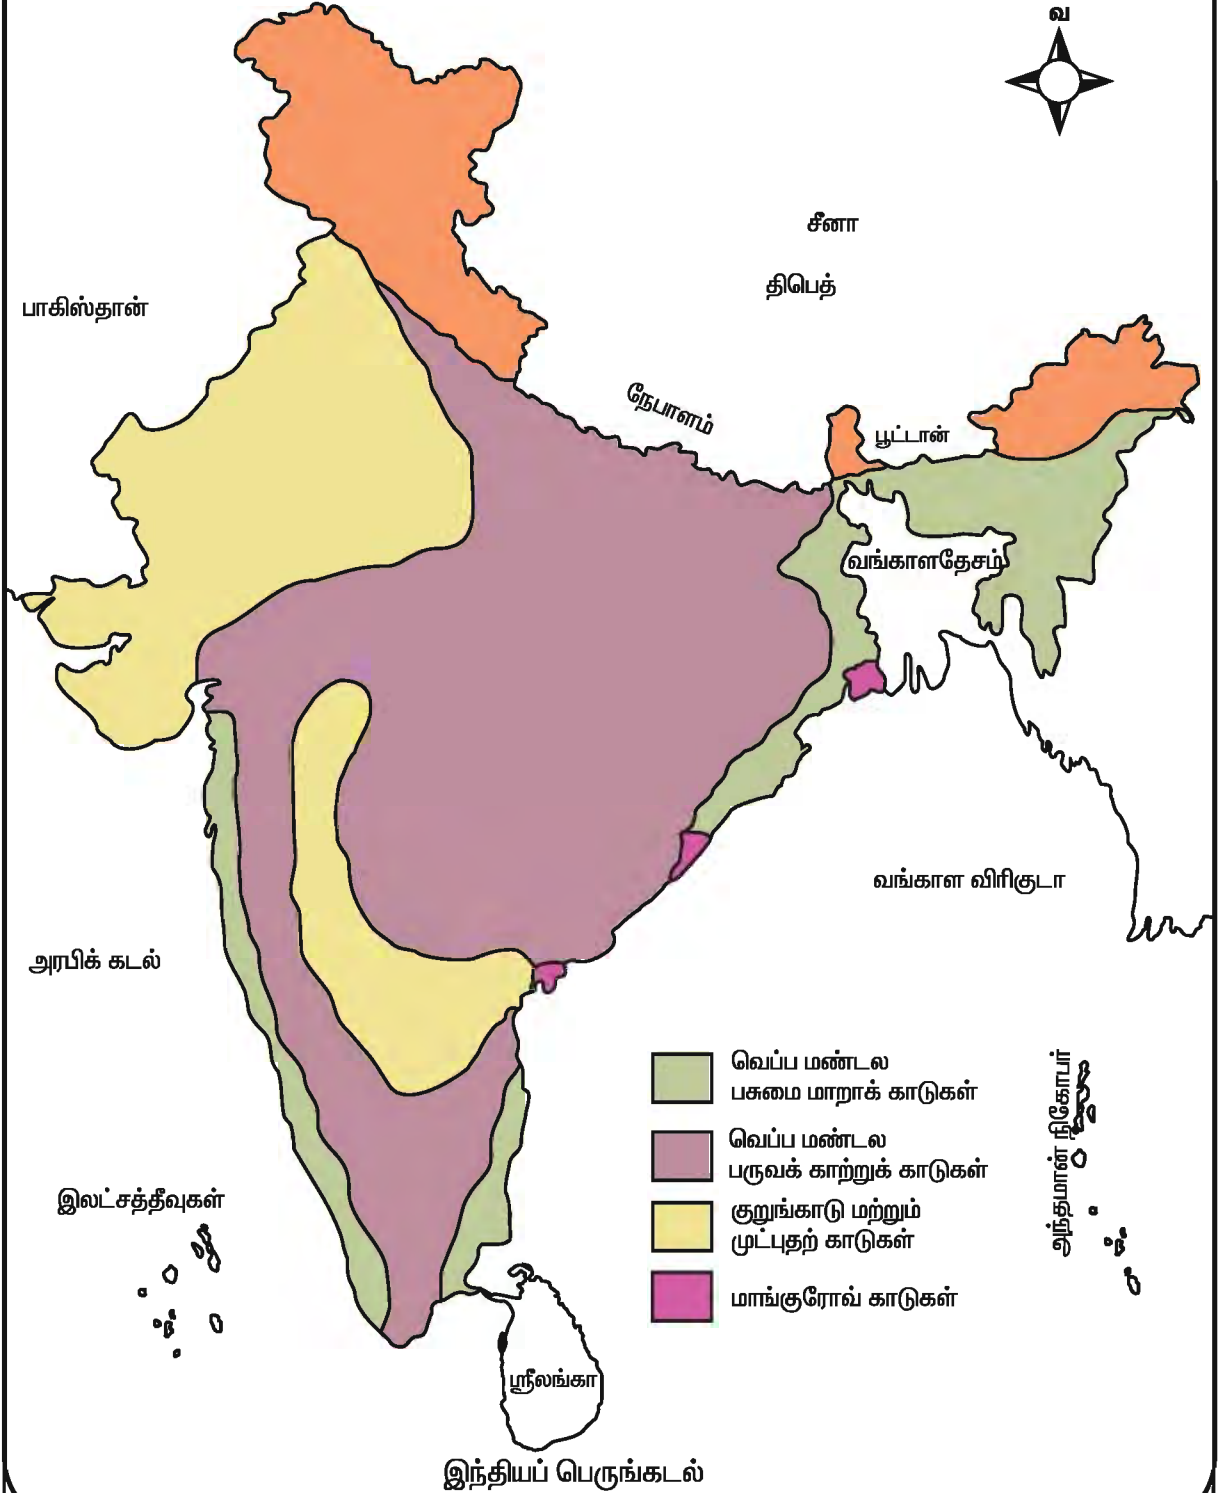 வ
சீனா
திபெத்
பாகிஸ்தான்
நேபாளம்
பூட்டான்
வங்காளதேசம்
வங்காள விரிகுடா
அரபிக் கடல்
வெப்ப மண்டல
பசுமை மாறாக் காடுகள்
வெப்ப மண்டல
பருவக் காற்றுக் காடுகள்
குறுங்காடு மற்றும்
முட்புதற் காடுகள்
மாங்குரோவ் காடுகள்
அந்தமான் நிகோபர்
இலட்சத்தீவுகள்
ஸ்ரீலங்கா
இந்தியப் பெருங்கடல்